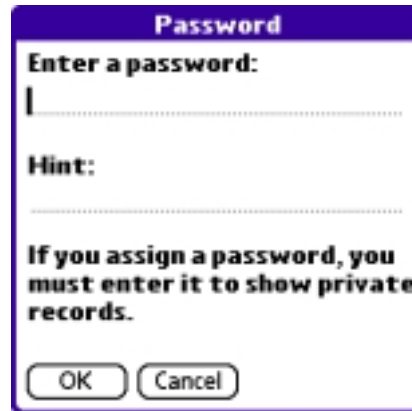 Password
Enter a password:
Hint:
If you assign a password, you
must enter it to show private
records.
OK Cancel